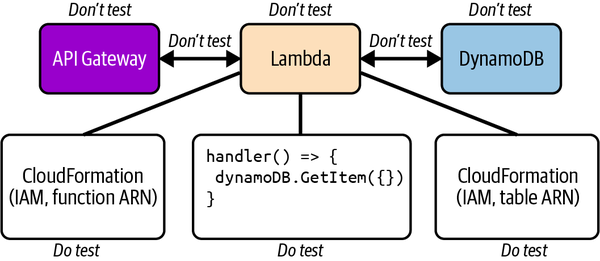 Don't test
Don't test
Don't test
API Gateway
Don't test
Lambda
Don't test
DynamoDB
CloudFormation
(IAM, function ARN)
handler() => {
dynamoDB.GetItem({})
}
CloudFormation
(IAM, table ARN)
Do test
Do test
Do test